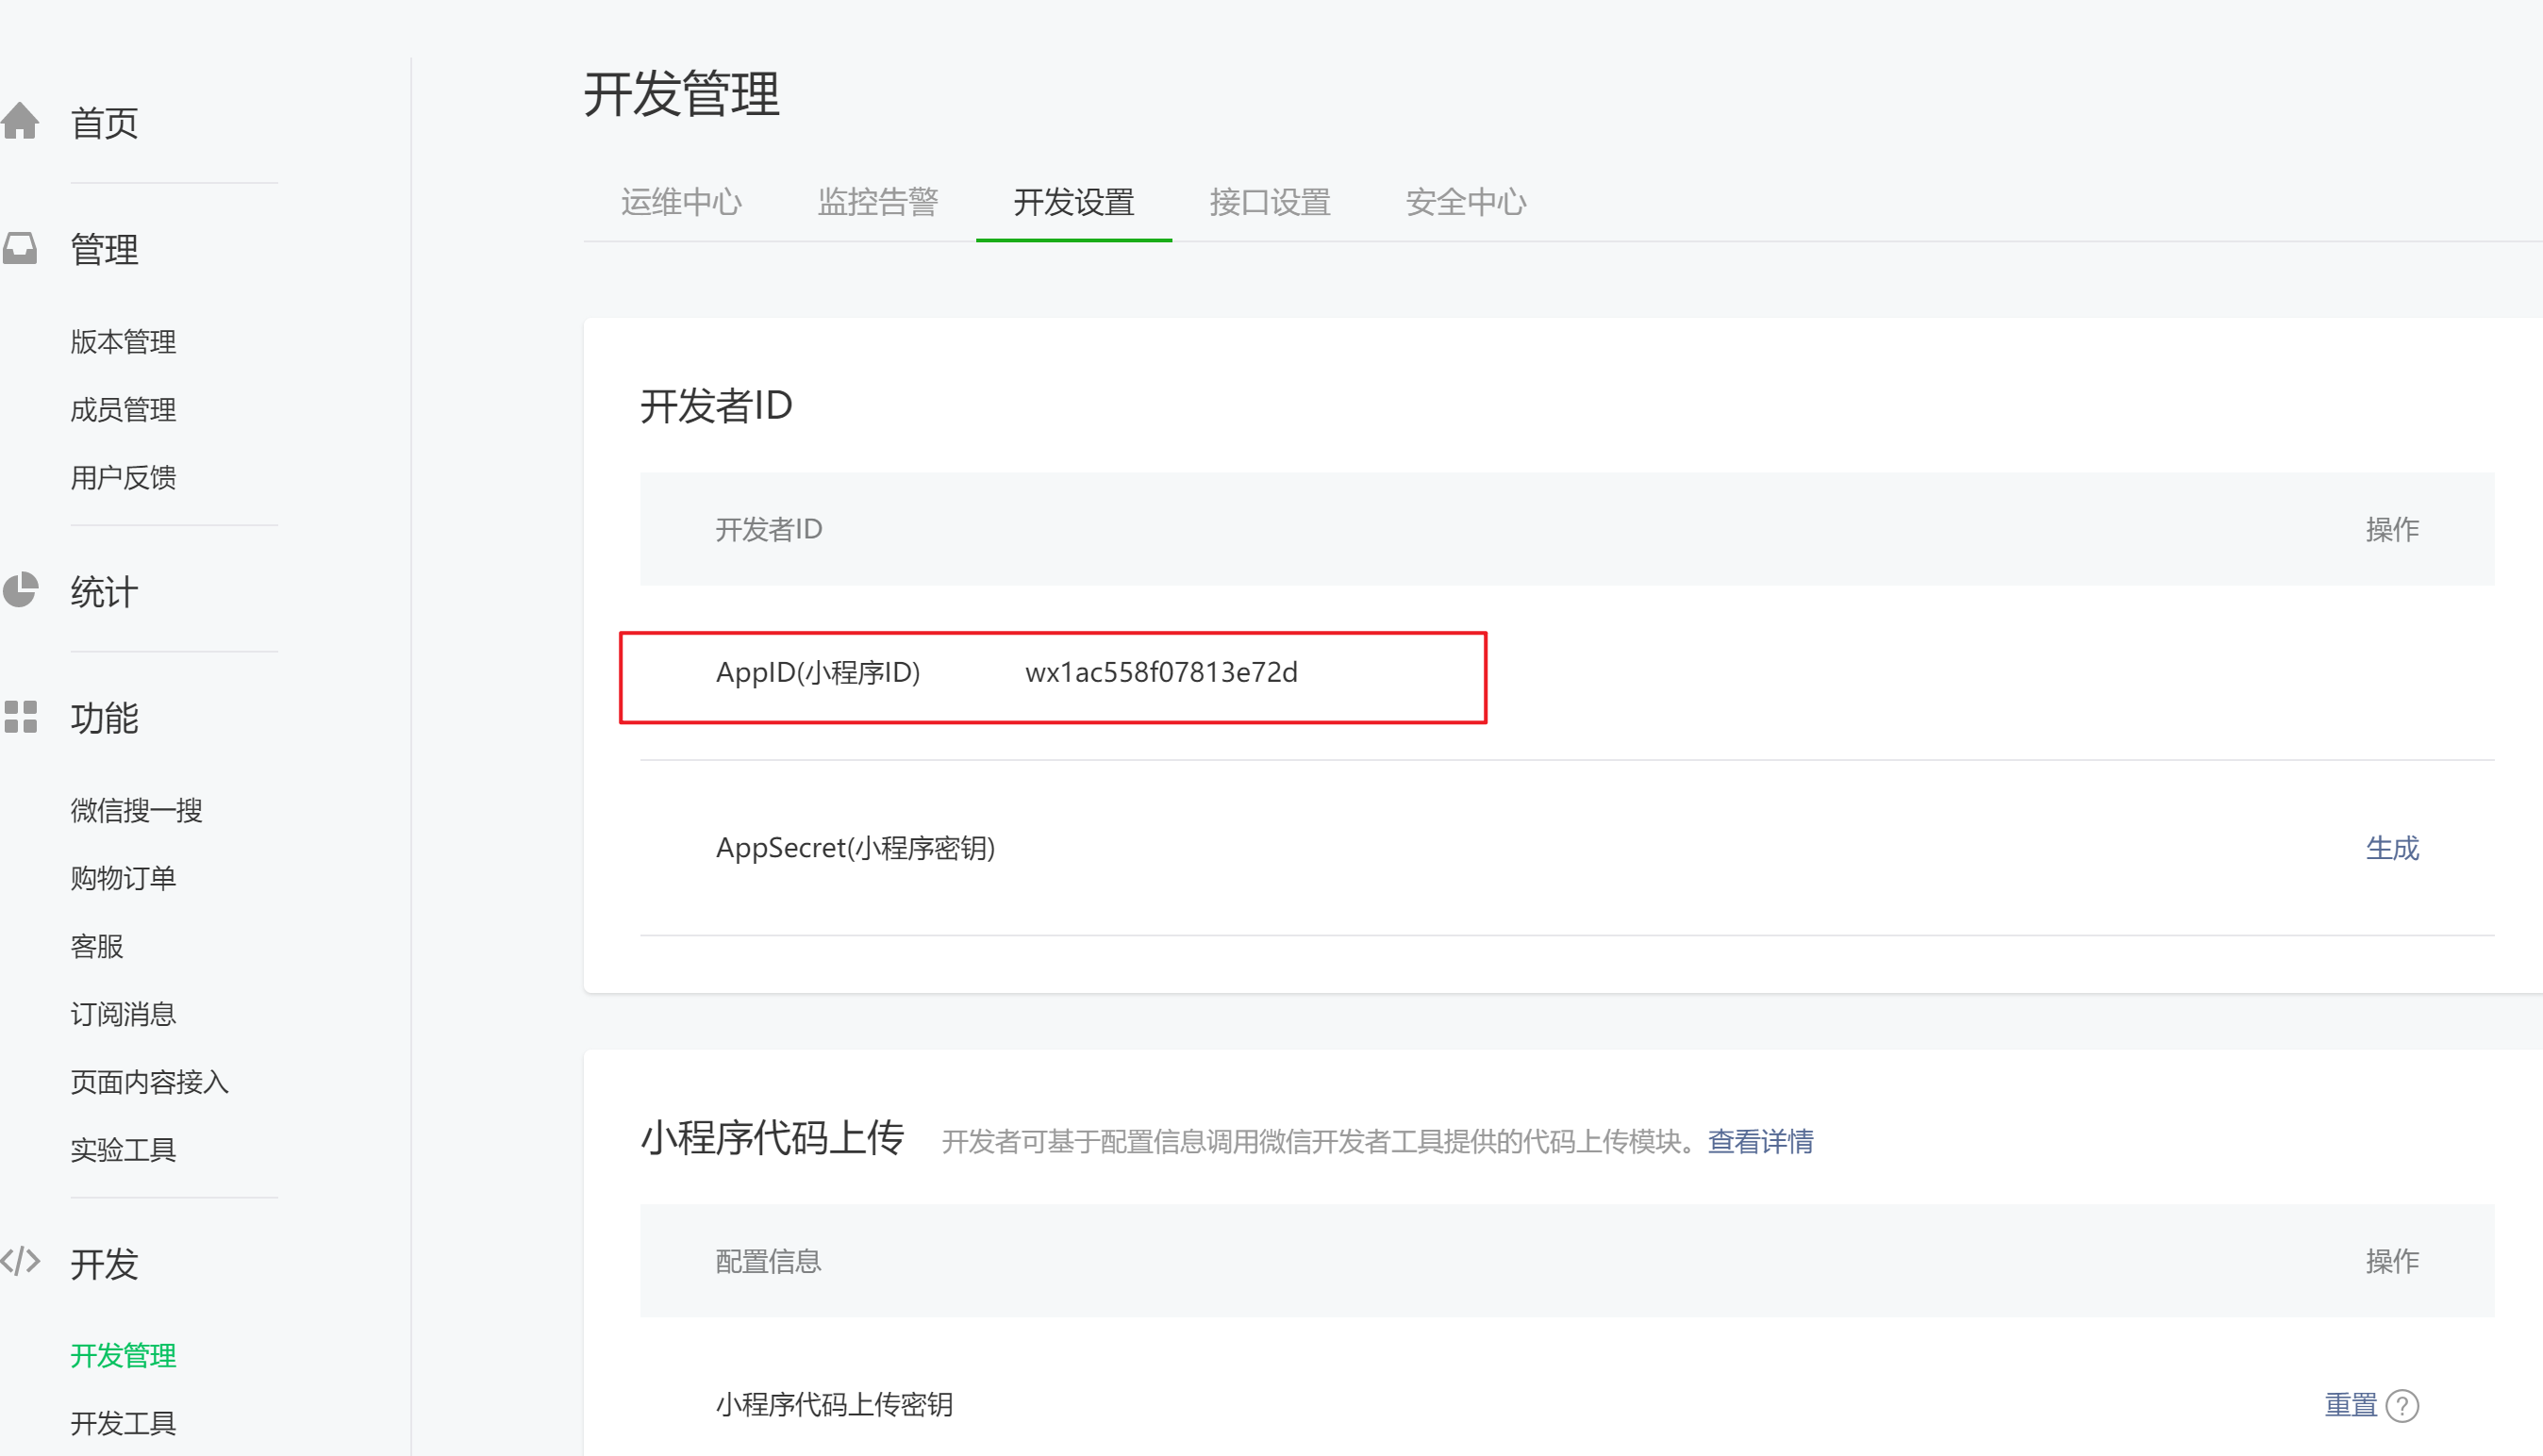 首页
管理
版本管理
成员管理
用户反馈
统计
功能
微信搜一搜
购物订单
客服
订阅消息
页面内容接入
实验工具
开发
开发管理
开发工具
开发管理
运维中心 监控告警 开发设置 接口设置 安全中心
开发者ID
开发者ID 操作
AppID(小程序ID) wx1ac558f07813e72d
AppSecret(小程序密钥) 生成
小程序代码上传 开发者可基于配置信息调用微信开发者工具提供的代码上传模块。查看详情
配置信息 操作
小程序代码上传密钥 重置 ?